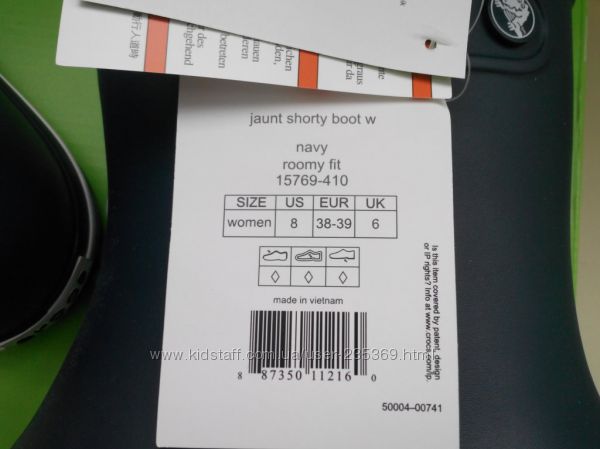 jaunt shorty boot w
navy
roomy fit
15769-410
SIZE US EUR UK
women 8 38-39 6
made in vietnam
www.kidstaff.com.ua/user-235369.htm
8 87350 11216 0
50004–00741
Is this item covered by patent, design
or IP rights? Info at www.crocs.com/ip.